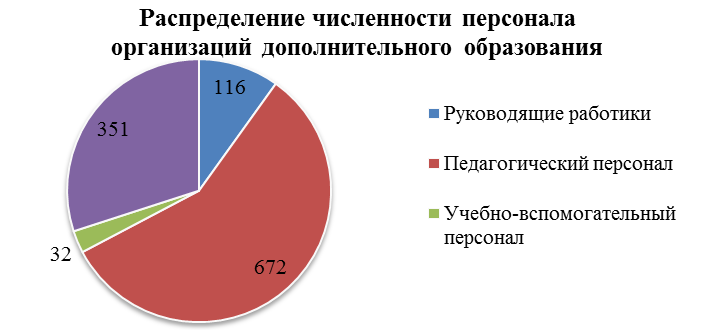 Распределение численности персонала
организаций дополнительного образования
116
351
32
672
Руководящие работики
Педагогический персонал
Учебно-вспомогательный
персонал